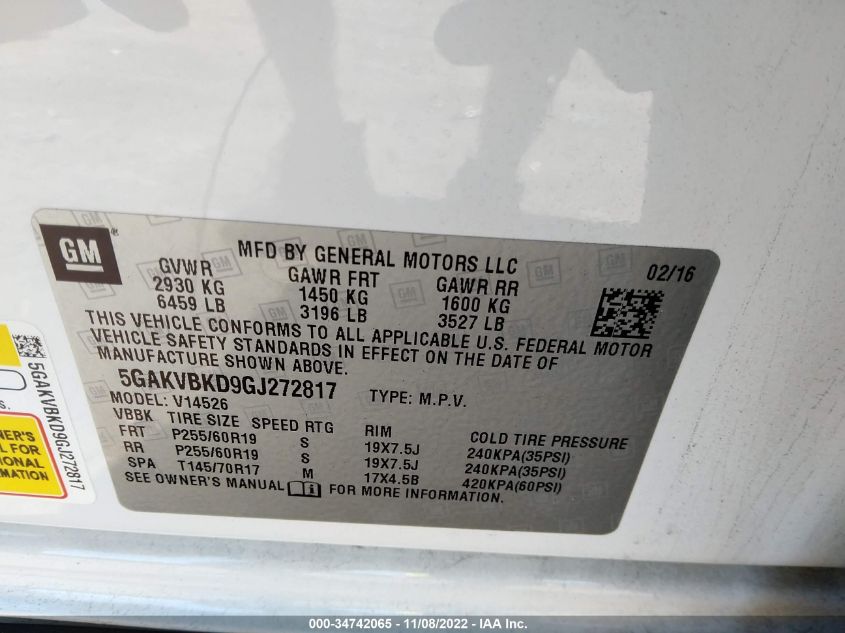 GM
MFD BY GENERAL MOTORS LLC
02/16
GVWR GAWR FRT GAWR RR
2930 KG 1450 KG 1600 KG
6459 LB 3196 LB 3527 LB
THIS VEHICLE CONFORMS TO ALL APPLICABLE U.S. FEDERAL MOTOR
VEHICLE SAFETY STANDARDS IN EFFECT ON THE DATE OF
MANUFACTURE SHOWN ABOVE.
5GAKVBKD9GJ272817 TYPE: M.P.V.
MODEL: V14526
VBBK TIRE SIZE SPEED RTG RIM COLD TIRE PRESSURE
FRT P255/60R19 S 19X7.5J 240KPA(35PSI)
RR P255/60R19 S 19X7.5J 240KPA(35PSI)
SPA T145/70R17 M 17X4.5B 420KPA(60PSI)
SEE OWNER'S MANUAL FOR MORE INFORMATION.
5GAKVBKD9GJ272817
S.
NER'S
L FOR
IONAL
MATION
000-34742065 - 11/08/2022 - IAA Inc.